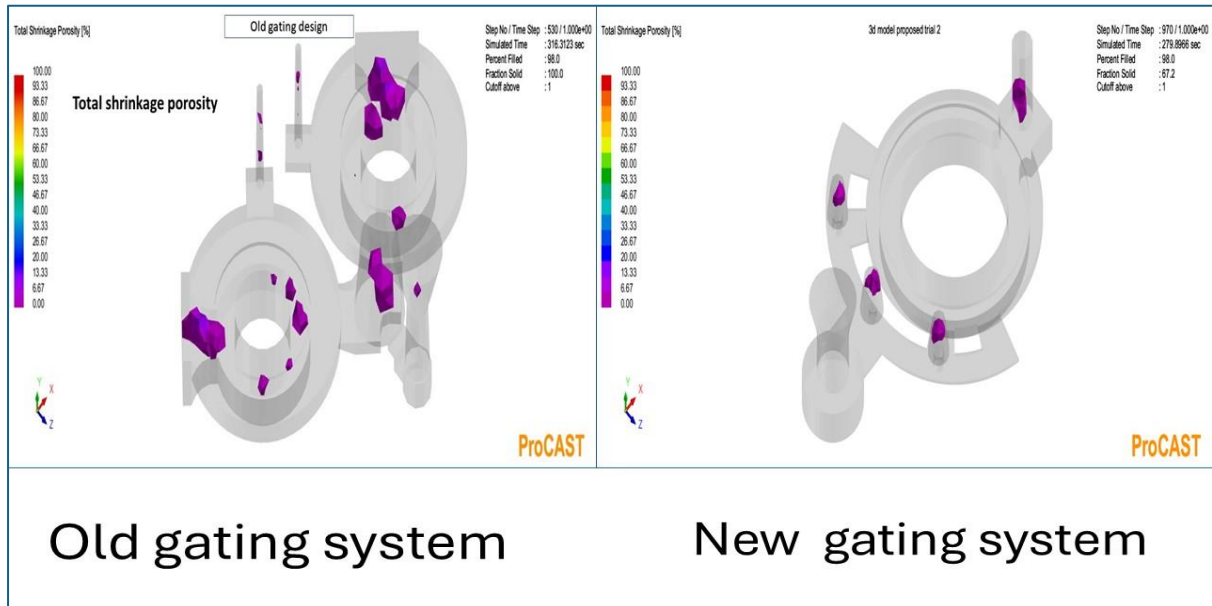 Total Shrinkage Porosity [%]
Old gating design
Step No / Time Step : 530 / 1.000e+00
Simulated Time : 316.3123 sec
Percent Filled : 98.0
Fraction Solid : 100.0
Cutoff above : 1
100.00
93.33
86.67
80.00
73.33
66.67
60.00
53.33
46.67
40.00
33.33
26.67
20.00
13.33
6.67
0.00
Total shrinkage porosity
Y
X
Z
ProCAST
Total Shrinkage Porosity [%]
3d model proposed trial 2
Step No / Time Step : 970 / 1.000e+00
Simulated Time : 279.8966 sec
Percent Filled : 98.0
Fraction Solid : 67.2
Cutoff above : 1
100.00
93.33
86.67
80.00
73.33
66.67
60.00
53.33
46.67
40.00
33.33
26.67
20.00
13.33
6.67
0.00
Y
X
Z
ProCAST
Old gating system
New gating system